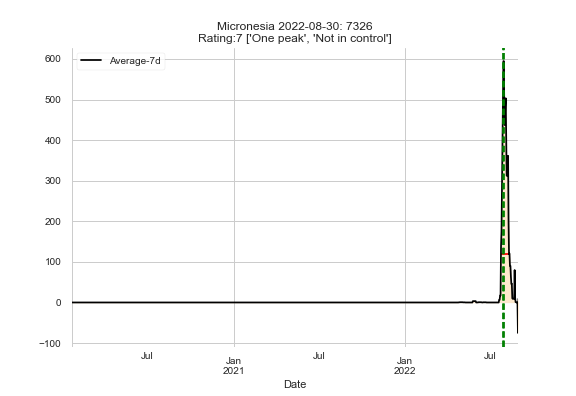 Micronesia 2022-08-30: 7326
Rating:7 ['One peak', 'Not in control']
Average-7d
600
500
400
300
200
100
0
−100
Jul
Jan
2021
Jul
Jan
2022
Jul
Date